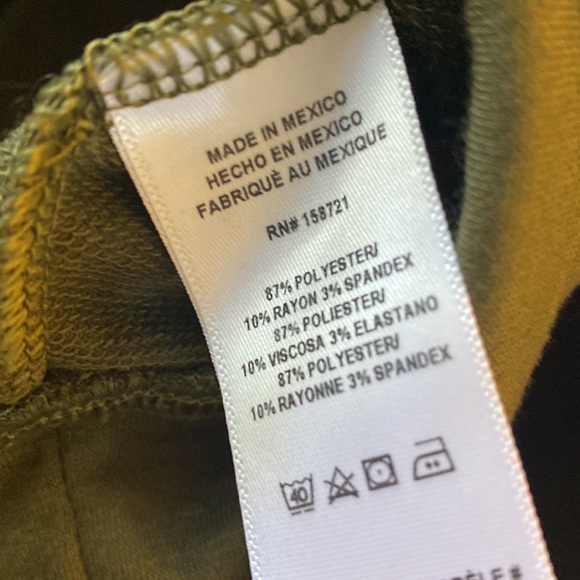 MADE IN MEXICO
HECHO EN MEXICO
FABRIQUÈ AU MEXIQUE
RN# 158721
87% POLYESTER/
10% RAYON 3% SPANDEX
87% POLIESTER/
10% VISCOSA 3% ELASTANO
87% POLYESTER/
10% RAYONNE 3% SPANDEX
40